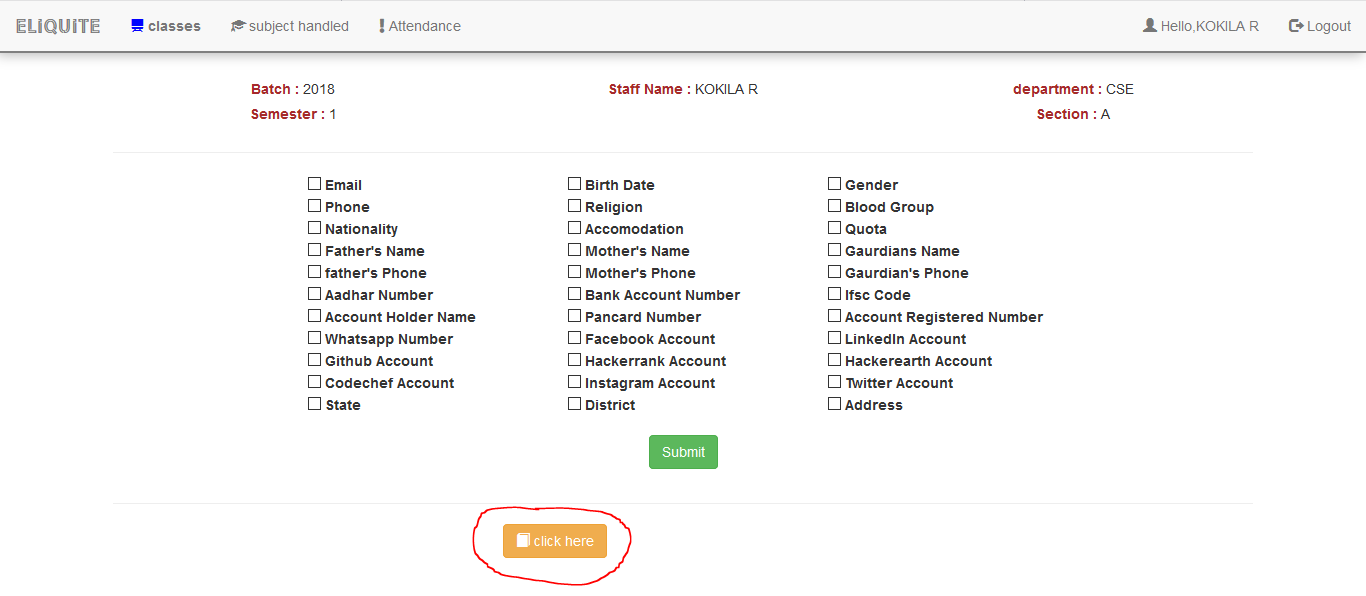 ELiQUiTE classes subject handled Attendance Hello,KOKILA R Logout
Batch : 2018 Staff Name : KOKILA R department : CSE
Semester : 1 Section : A
Email Birth Date Gender
Phone Religion Blood Group
Nationality Accomodation Quota
Father's Name Mother's Name Gaurdians Name
father's Phone Mother's Phone Gaurdian's Phone
Aadhar Number Bank Account Number Ifsc Code
Account Holder Name Pancard Number Account Registered Number
Whatsapp Number Facebook Account LinkedIn Account
Github Account Hackerrank Account Hackerearth Account
Codechef Account Instagram Account Twitter Account
State District Address
Submit
click here